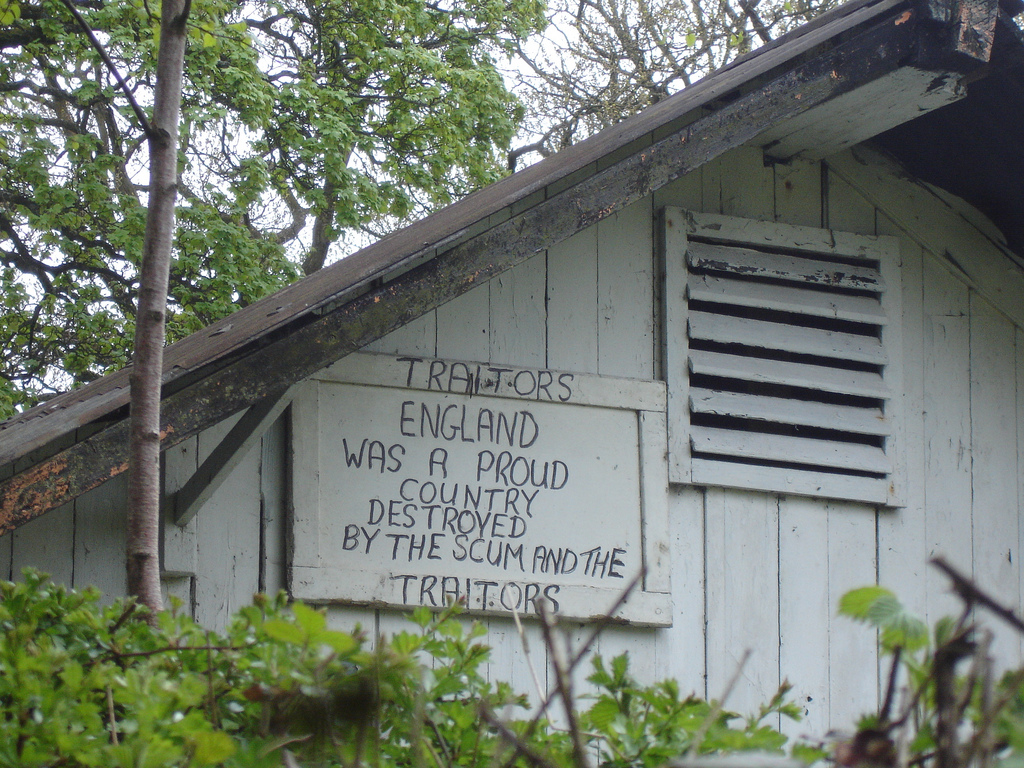 TRAITORS
ENGLAND
WAS A PROUD
COUNTRY
DESTROYED
BY THE SCUM AND THE
TRAITORS